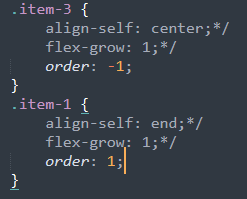 .item-3 {
    align-self: center;*/
    flex-grow: 1;*/
    order: -1;
}
.item-1 {
    align-self: end;*/
    flex-grow: 1;*/
    order: 1;
}